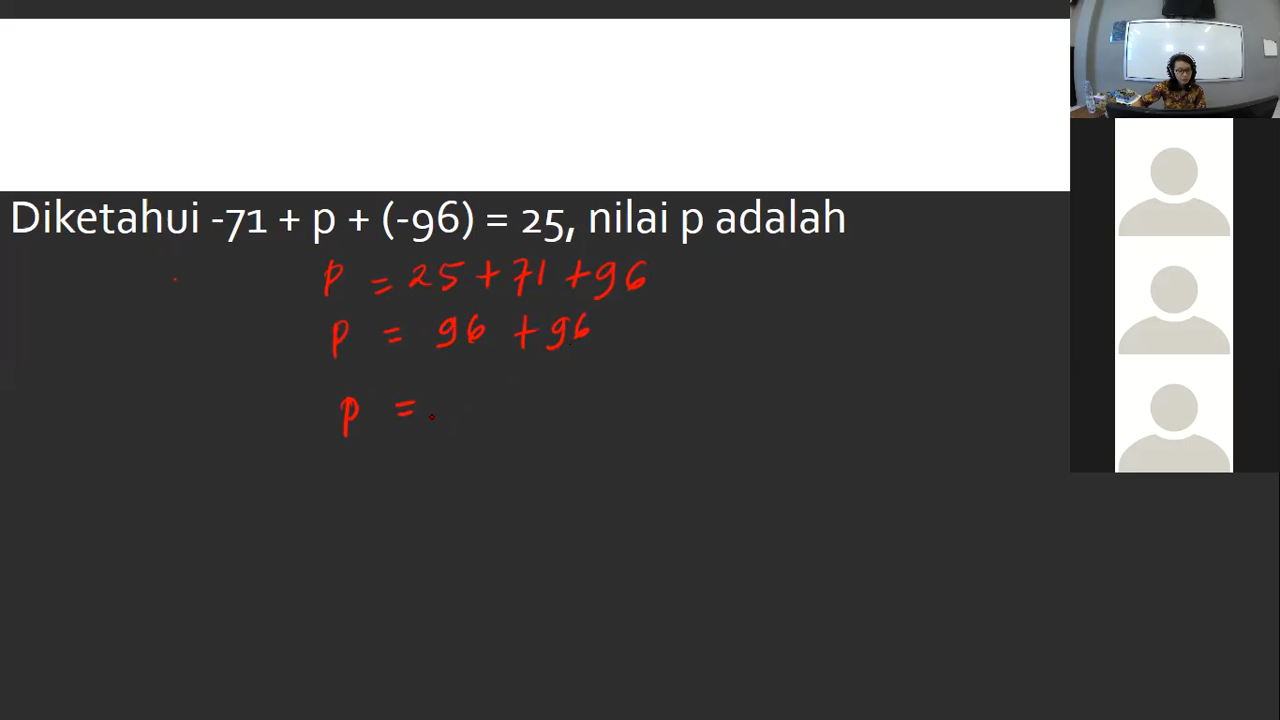 Diketahui -71 + p + (-96) = 25, nilai p adalah
p = 25 + 71 + 96
p = 96 + 96
p =